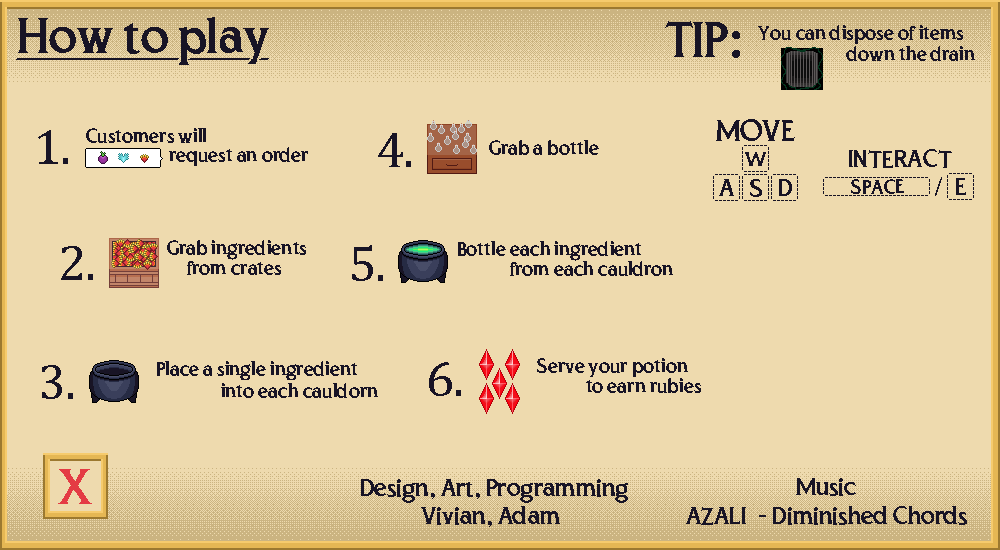 How to play
TIP: You can dispose of items
down the drain
1. Customers will
request an order
2. Grab ingredients
from crates
3. Place a single ingredient
into each cauldorn
4. Grab a bottle
5. Bottle each ingredient
from each cauldron
6. Serve your potion
to earn rubies
MOVE
W
A S D
INTERACT
SPACE / E
X
Design, Art, Programming
Vivian, Adam
Music
AZALI - Diminished Chords